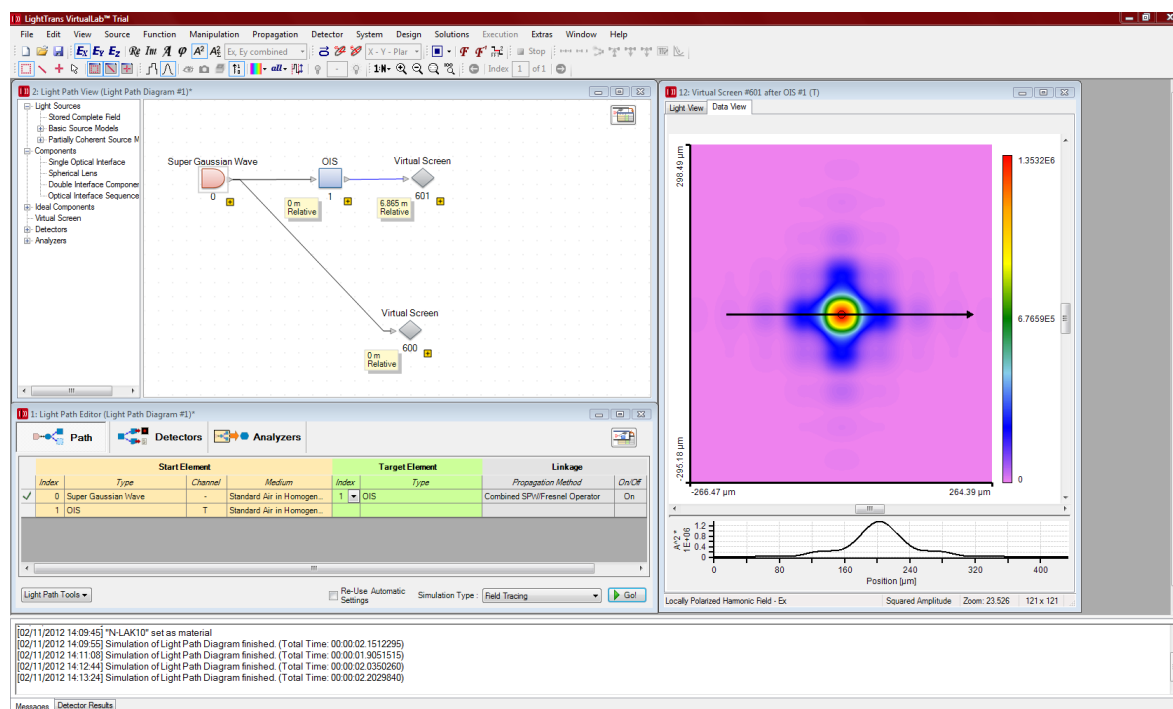 LightTrans VirtualLab™ Trial
File Edit View Source Function Manipulation Propagation Detector System Design Solutions Execution Extras Window Help
Ex Ey Ez Re Im A φ A² A² Ex, Ey combined X - Y - Plar F F Stop
all 1:N Index 1 of 1
2: Light Path View (Light Path Diagram #1)*
Light Sources
Stored Complete Field
Basic Source Models
Partially Coherent Source M
Components
Single Optical Interface
Spherical Lens
Double Interface Componer
Optical Interface Sequence
Ideal Components
Virtual Screen
Detectors
Analyzers
Super Gaussian Wave
0
OIS
1
0 m
Relative
Virtual Screen
601
6.865 m
Relative
Virtual Screen
600
0 m
Relative
1: Light Path Editor (Light Path Diagram #1)*
Path Detectors Analyzers
Start Element Target Element Linkage
Index Type Channel Medium Index Type Propagation Method On/Off
0 Super Gaussian Wave - Standard Air in Homogen... 1 OIS Combined SPW/Fresnel Operator On
1 OIS T Standard Air in Homogen...
Light Path Tools Re-Use Automatic Settings Simulation Type : Field Tracing Go!
12: Virtual Screen #601 after OIS #1 (T)
Light View Data View
298.49 µm
-295.18 µm
-266.47 µm 264.39 µm
1.3532E6
6.7659E5
0
A^2 *
1E+06
1.2
0.8
0.4
0
0 80 160 240 320 400
Position [µm]
Locally Polarized Harmonic Field - Ex Squared Amplitude Zoom: 23.526 121 x 121
[02/11/2012 14:09:45] "N-LAK10" set as material
[02/11/2012 14:09:55] Simulation of Light Path Diagram finished. (Total Time: 00:00:02.1512295)
[02/11/2012 14:11:08] Simulation of Light Path Diagram finished. (Total Time: 00:00:01.9051515)
[02/11/2012 14:12:44] Simulation of Light Path Diagram finished. (Total Time: 00:00:02.0350260)
[02/11/2012 14:13:24] Simulation of Light Path Diagram finished. (Total Time: 00:00:02.2029840)
Messages Detector Results